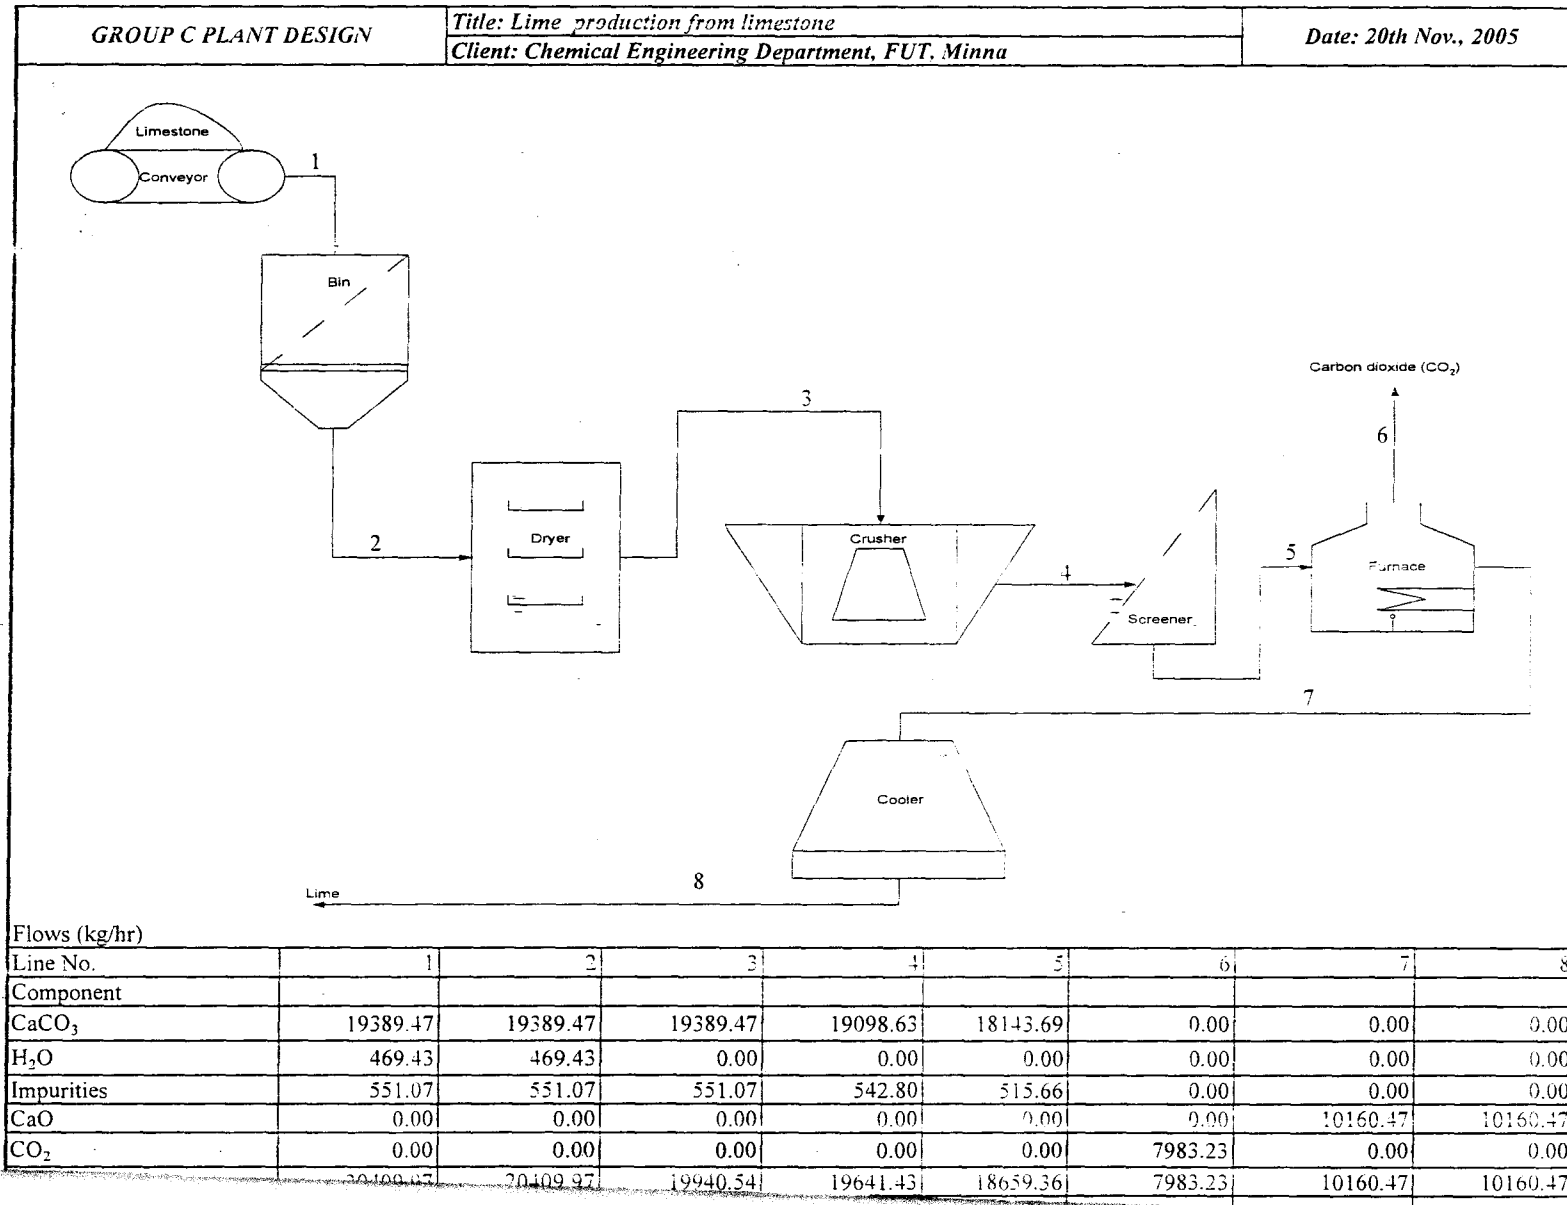 GROUP C PLANT DESIGN
Title: Lime production from limestone
Client: Chemical Engineering Department, FUT, Minna
Date: 20th Nov., 2005
Limestone
Conveyor
1
Bin
Carbon dioxide (CO₂)
3
6
2
Dryer
Crusher
4
5
Furnace
Screener
7
Cooler
8
Lime
Flows (kg/hr)
Line No. 1 2 3 4 5 6 7 8
Component
CaCO₃ 19389.47 19389.47 19389.47 19098.63 18143.69 0.00 0.00 0.00
H₂O 469.43 469.43 0.00 0.00 0.00 0.00 0.00 0.00
Impurities 551.07 551.07 551.07 542.80 515.66 0.00 0.00 0.00
CaO 0.00 0.00 0.00 0.00 0.00 0.00 10160.47 10160.47
CO₂ 0.00 0.00 0.00 0.00 0.00 7983.23 0.00 0.00
20409.97 20409.97 19940.54 19641.43 18659.36 7983.23 10160.47 10160.47